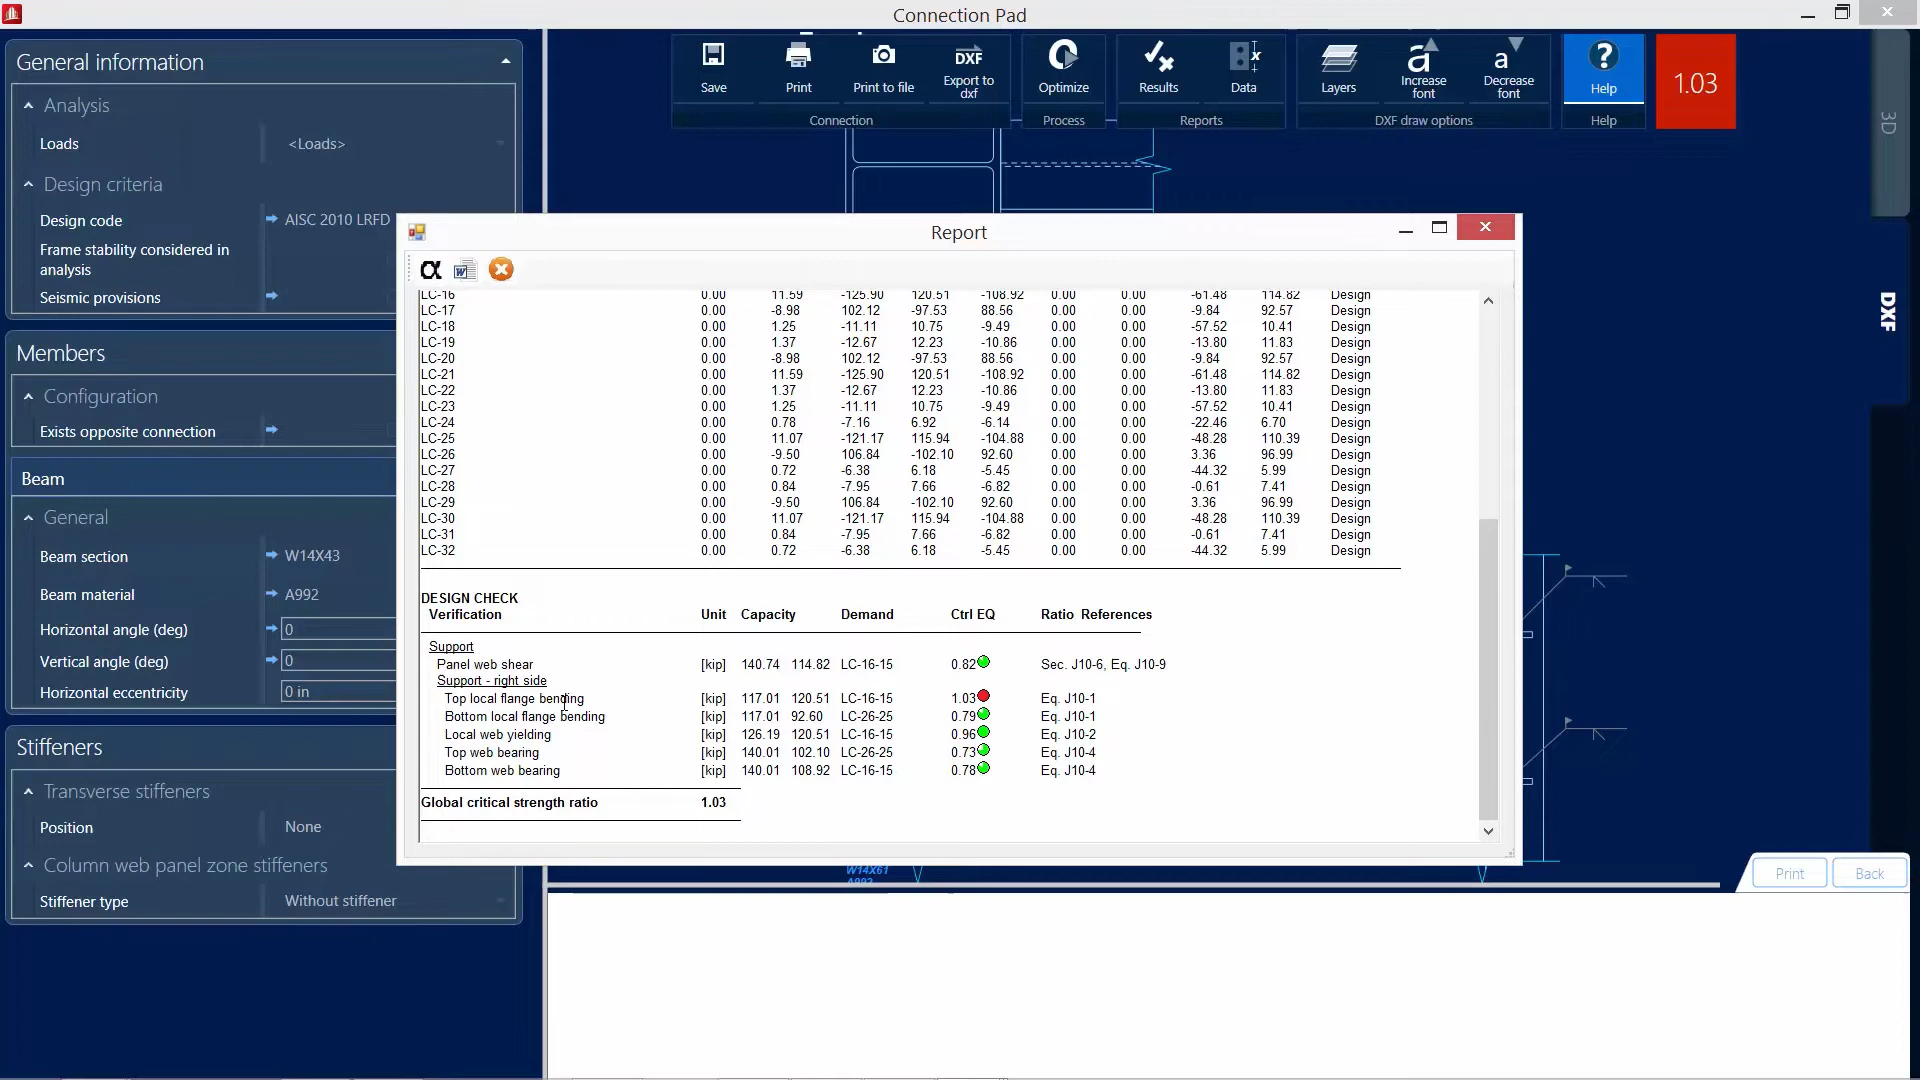 Connection Pad
General information
Analysis
Loads <Loads>
Design criteria
Design code AISC 2010 LRFD
Frame stability considered in
analysis
Seismic provisions
Members
Configuration
Exists opposite connection
Beam
General
Beam section W14X43
Beam material A992
Horizontal angle (deg) 0
Vertical angle (deg) 0
Horizontal eccentricity 0 in
Stiffeners
Transverse stiffeners
Position None
Column web panel zone stiffeners
Stiffener type Without stiffener
Save Print Print to file DXF Export to dxf
Connection
Optimize
Process
Results Data
Reports
Layers Increase font Decrease font
DXF draw options
Help
Help
1.03
3D
DXF
Report
LC-16 0.00 11.59 -125.90 120.51 -108.92 0.00 0.00 -61.48 114.82 Design
LC-17 0.00 -8.98 102.12 -97.53 88.56 0.00 0.00 -9.84 92.57 Design
LC-18 0.00 1.25 -11.11 10.75 -9.49 0.00 0.00 -57.52 10.41 Design
LC-19 0.00 1.37 -12.67 12.23 -10.86 0.00 0.00 -13.80 11.83 Design
LC-20 0.00 -8.98 102.12 -97.53 88.56 0.00 0.00 -9.84 92.57 Design
LC-21 0.00 11.59 -125.90 120.51 -108.92 0.00 0.00 -61.48 114.82 Design
LC-22 0.00 1.37 -12.67 12.23 -10.86 0.00 0.00 -13.80 11.83 Design
LC-23 0.00 1.25 -11.11 10.75 -9.49 0.00 0.00 -57.52 10.41 Design
LC-24 0.00 0.78 -7.16 6.92 -6.14 0.00 0.00 -22.46 6.70 Design
LC-25 0.00 11.07 -121.17 115.94 -104.88 0.00 0.00 -48.28 110.39 Design
LC-26 0.00 -9.50 106.84 -102.10 92.60 0.00 0.00 3.36 96.99 Design
LC-27 0.00 0.72 -6.38 6.18 -5.45 0.00 0.00 -44.32 5.99 Design
LC-28 0.00 0.84 -7.95 7.66 -6.82 0.00 0.00 -0.61 7.41 Design
LC-29 0.00 -9.50 106.84 -102.10 92.60 0.00 0.00 3.36 96.99 Design
LC-30 0.00 11.07 -121.17 115.94 -104.88 0.00 0.00 -48.28 110.39 Design
LC-31 0.00 0.84 -7.95 7.66 -6.82 0.00 0.00 -0.61 7.41 Design
LC-32 0.00 0.72 -6.38 6.18 -5.45 0.00 0.00 -44.32 5.99 Design
DESIGN CHECK
Verification Unit Capacity Demand Ctrl EQ Ratio References
Support
Panel web shear [kip] 140.74 114.82 LC-16-15 0.82 Sec. J10-6, Eq. J10-9
Support - right side
Top local flange bending [kip] 117.01 120.51 LC-16-15 1.03 Eq. J10-1
Bottom local flange bending [kip] 117.01 92.60 LC-26-25 0.79 Eq. J10-1
Local web yielding [kip] 126.19 120.51 LC-16-15 0.96 Eq. J10-2
Top web bearing [kip] 140.01 102.10 LC-26-25 0.73 Eq. J10-4
Bottom web bearing [kip] 140.01 108.92 LC-16-15 0.78 Eq. J10-4
Global critical strength ratio 1.03
W14X61
A992
Print Back